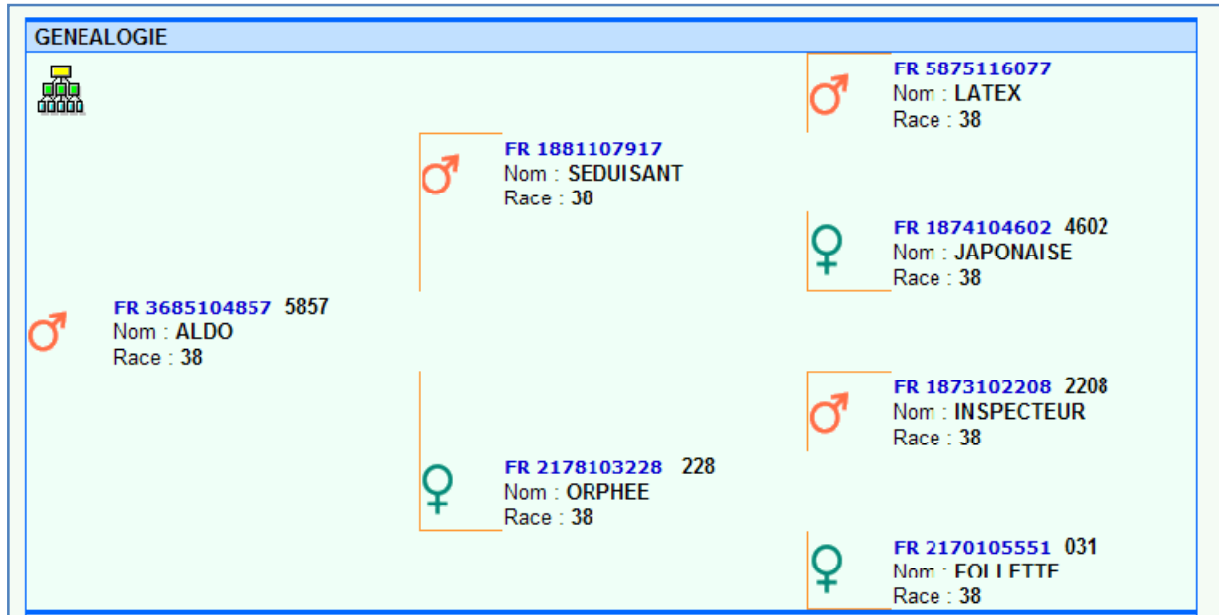 GENEALOGIE
FR 5875116077
Nom : LATEX
Race : 38
FR 1881107917
Nom : SEDUISANT
Race : 38
FR 1874104602 4602
Nom : JAPONAISE
Race : 38
FR 3685104857 5857
Nom : ALDO
Race : 38
FR 1873102208 2208
Nom : INSPECTEUR
Race : 38
FR 2178103228 228
Nom : ORPHEE
Race : 38
FR 2170105551 031
Nom : FOLLETTE
Race : 38